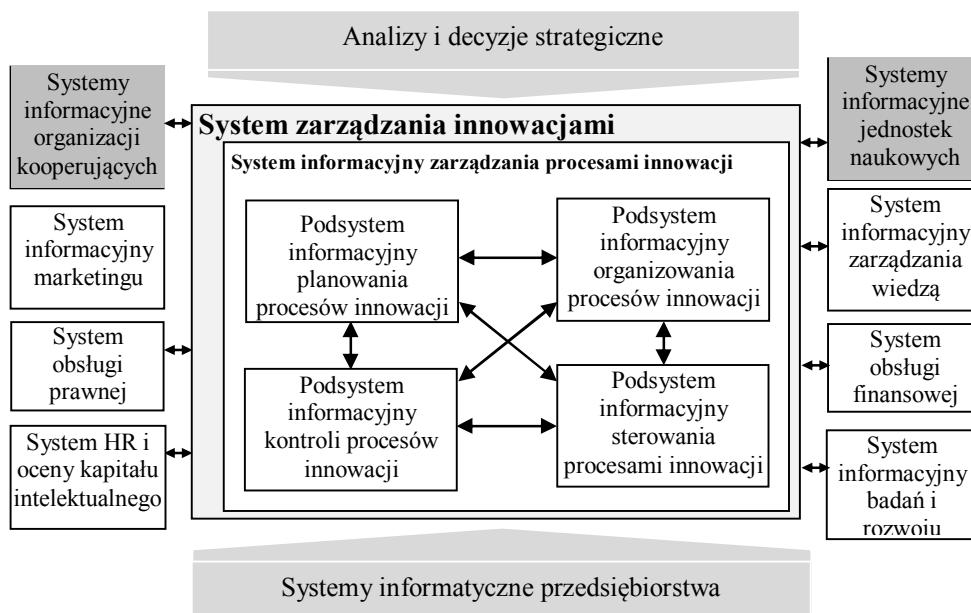 Analizy i decyzje strategiczne
Systemy
informacyjne
organizacji
kooperujących
System
informacyjny
marketingu
System
obsługi
prawnej
System HR i
oceny kapitału
intelektualnego
System zarządzania innowacjami
System informacyjny zarządzania procesami innowacji
Podsystem
informacyjny
planowania
procesów innowacji
Podsystem
informacyjny
organizowania
procesów innowacji
Podsystem
informacyjny
kontroli procesów
innowacji
Podsystem
informacyjny
sterowania
procesami innowacji
Systemy
informacyjne
jednostek
naukowych
System
informacyjny
zarządzania
wiedzą
System
obsługi
finansowej
System
informacyjny
badań i
rozwoju
Systemy informatyczne przedsiębiorstwa